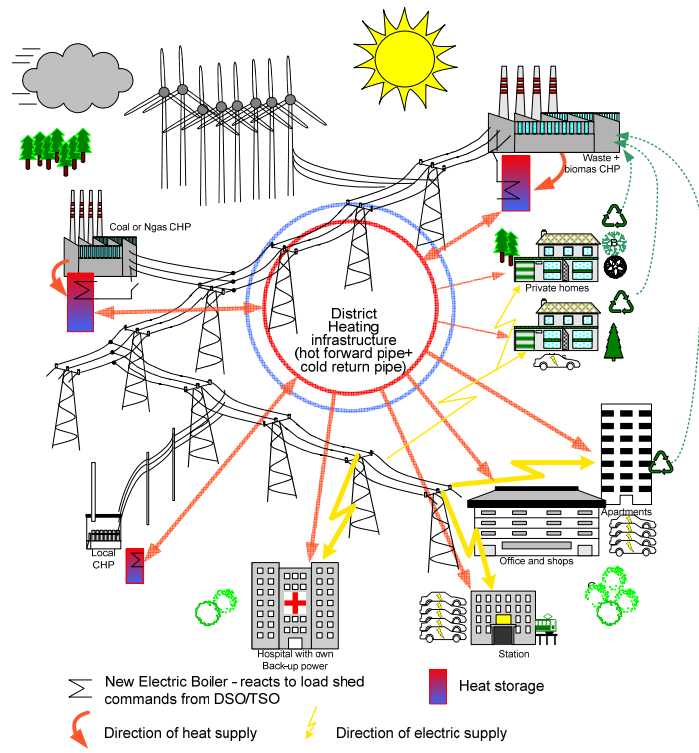 Waste +
biomas CHP
Coal or Ngas CHP
P
Private homes
District
Heating
infrastructure
(hot forward pipe+
cold return pipe)
Apartments
Office and shops
Local
CHP
Hospital with own
Back-up power
Station
New Electric Boiler - reacts to load shed
commands from DSO/TSO
Heat storage
Direction of heat supply
Direction of electric supply